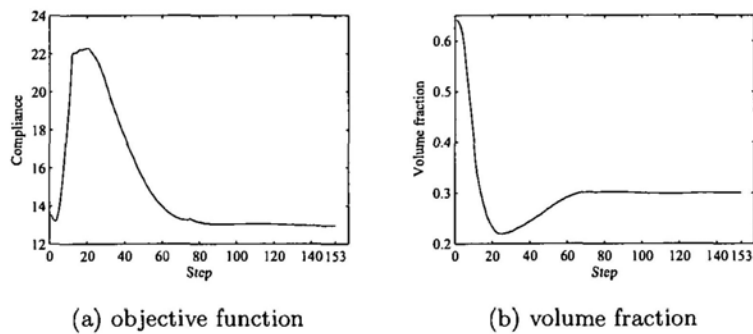 24
22
20
18
16
14
12
Compliance
0 20 40 60 80 100 120 140 153
Step
(a) objective function
0.6
0.5
0.4
0.3
0.2
Volume fraction
0 20 40 60 80 100 120 140 153
Step
(b) volume fraction